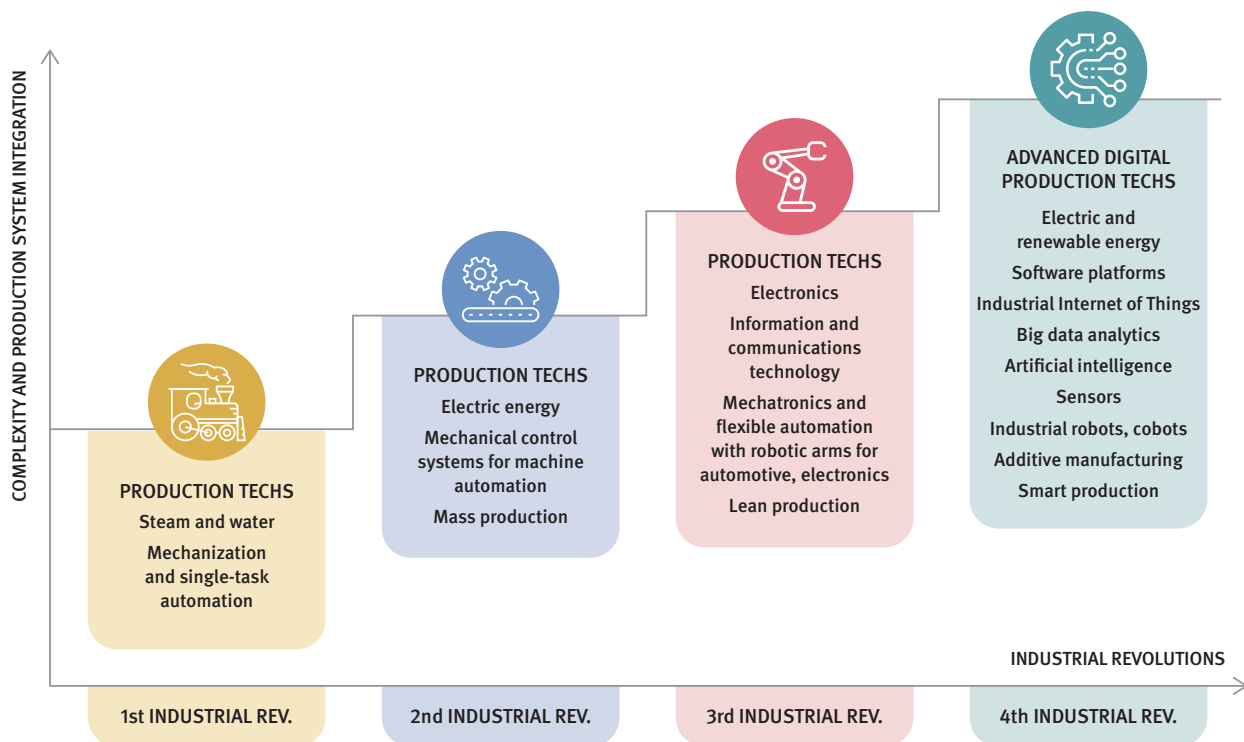 COMPLEXITY AND PRODUCTION SYSTEM INTEGRATION
PRODUCTION TECHS
Steam and water
Mechanization
and single-task
automation
PRODUCTION TECHS
Electric energy
Mechanical control
systems for machine
automation
Mass production
PRODUCTION TECHS
Electronics
Information and
communications
technology
Mechatronics and
flexible automation
with robotic arms for
automotive, electronics
Lean production
ADVANCED DIGITAL
PRODUCTION TECHS
Electric and
renewable energy
Software platforms
Industrial Internet of Things
Big data analytics
Artificial intelligence
Sensors
Industrial robots, cobots
Additive manufacturing
Smart production
INDUSTRIAL REVOLUTIONS
1st INDUSTRIAL REV.
2nd INDUSTRIAL REV.
3rd INDUSTRIAL REV.
4th INDUSTRIAL REV.